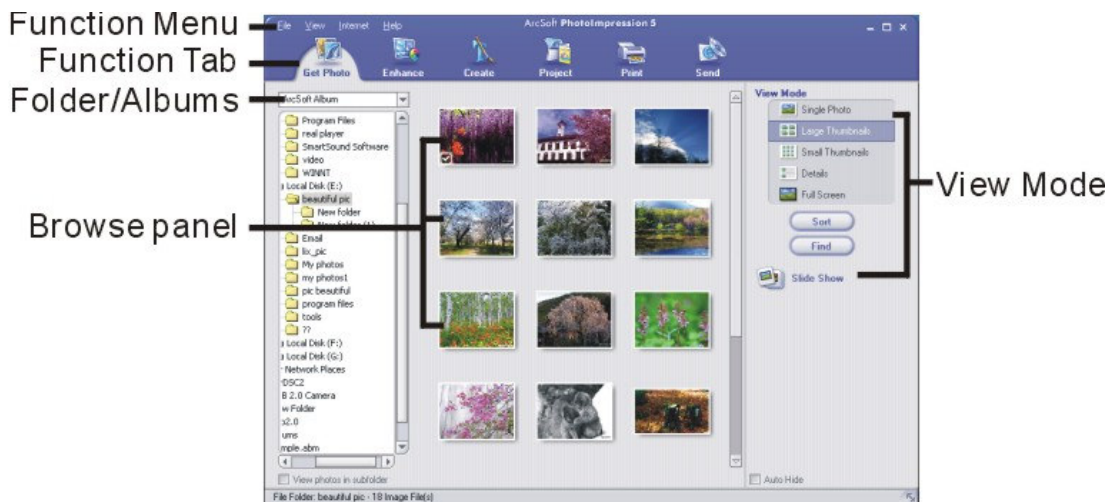 Function Menu
File View Internet Help
ArcSoft PhotoImpression 5
Function Tab
Get Photo Enhance Create Project Print Send
Folder/Albums
ArcSoft Album
Program Files
real player
SmartSound Software
video
WINNT
Local Disk (E:)
beautiful pic
New folder
Email
lix_pic
My photos
my photos1
pic beautiful
program files
tools
??
Local Disk (F:)
Local Disk (G:)
Network Places
DSC2
B 2.0 Camera
w Folder
2.0
ums
mple.abm
View photos in subfolder
File Folder: beautiful pic - 18 Image File(s)
Browse panel
View Mode
Single Photo
Large Thumbnails
Small Thumbnails
Details
Full Screen
Sort
Find
Slide Show
Auto Hide
View Mode